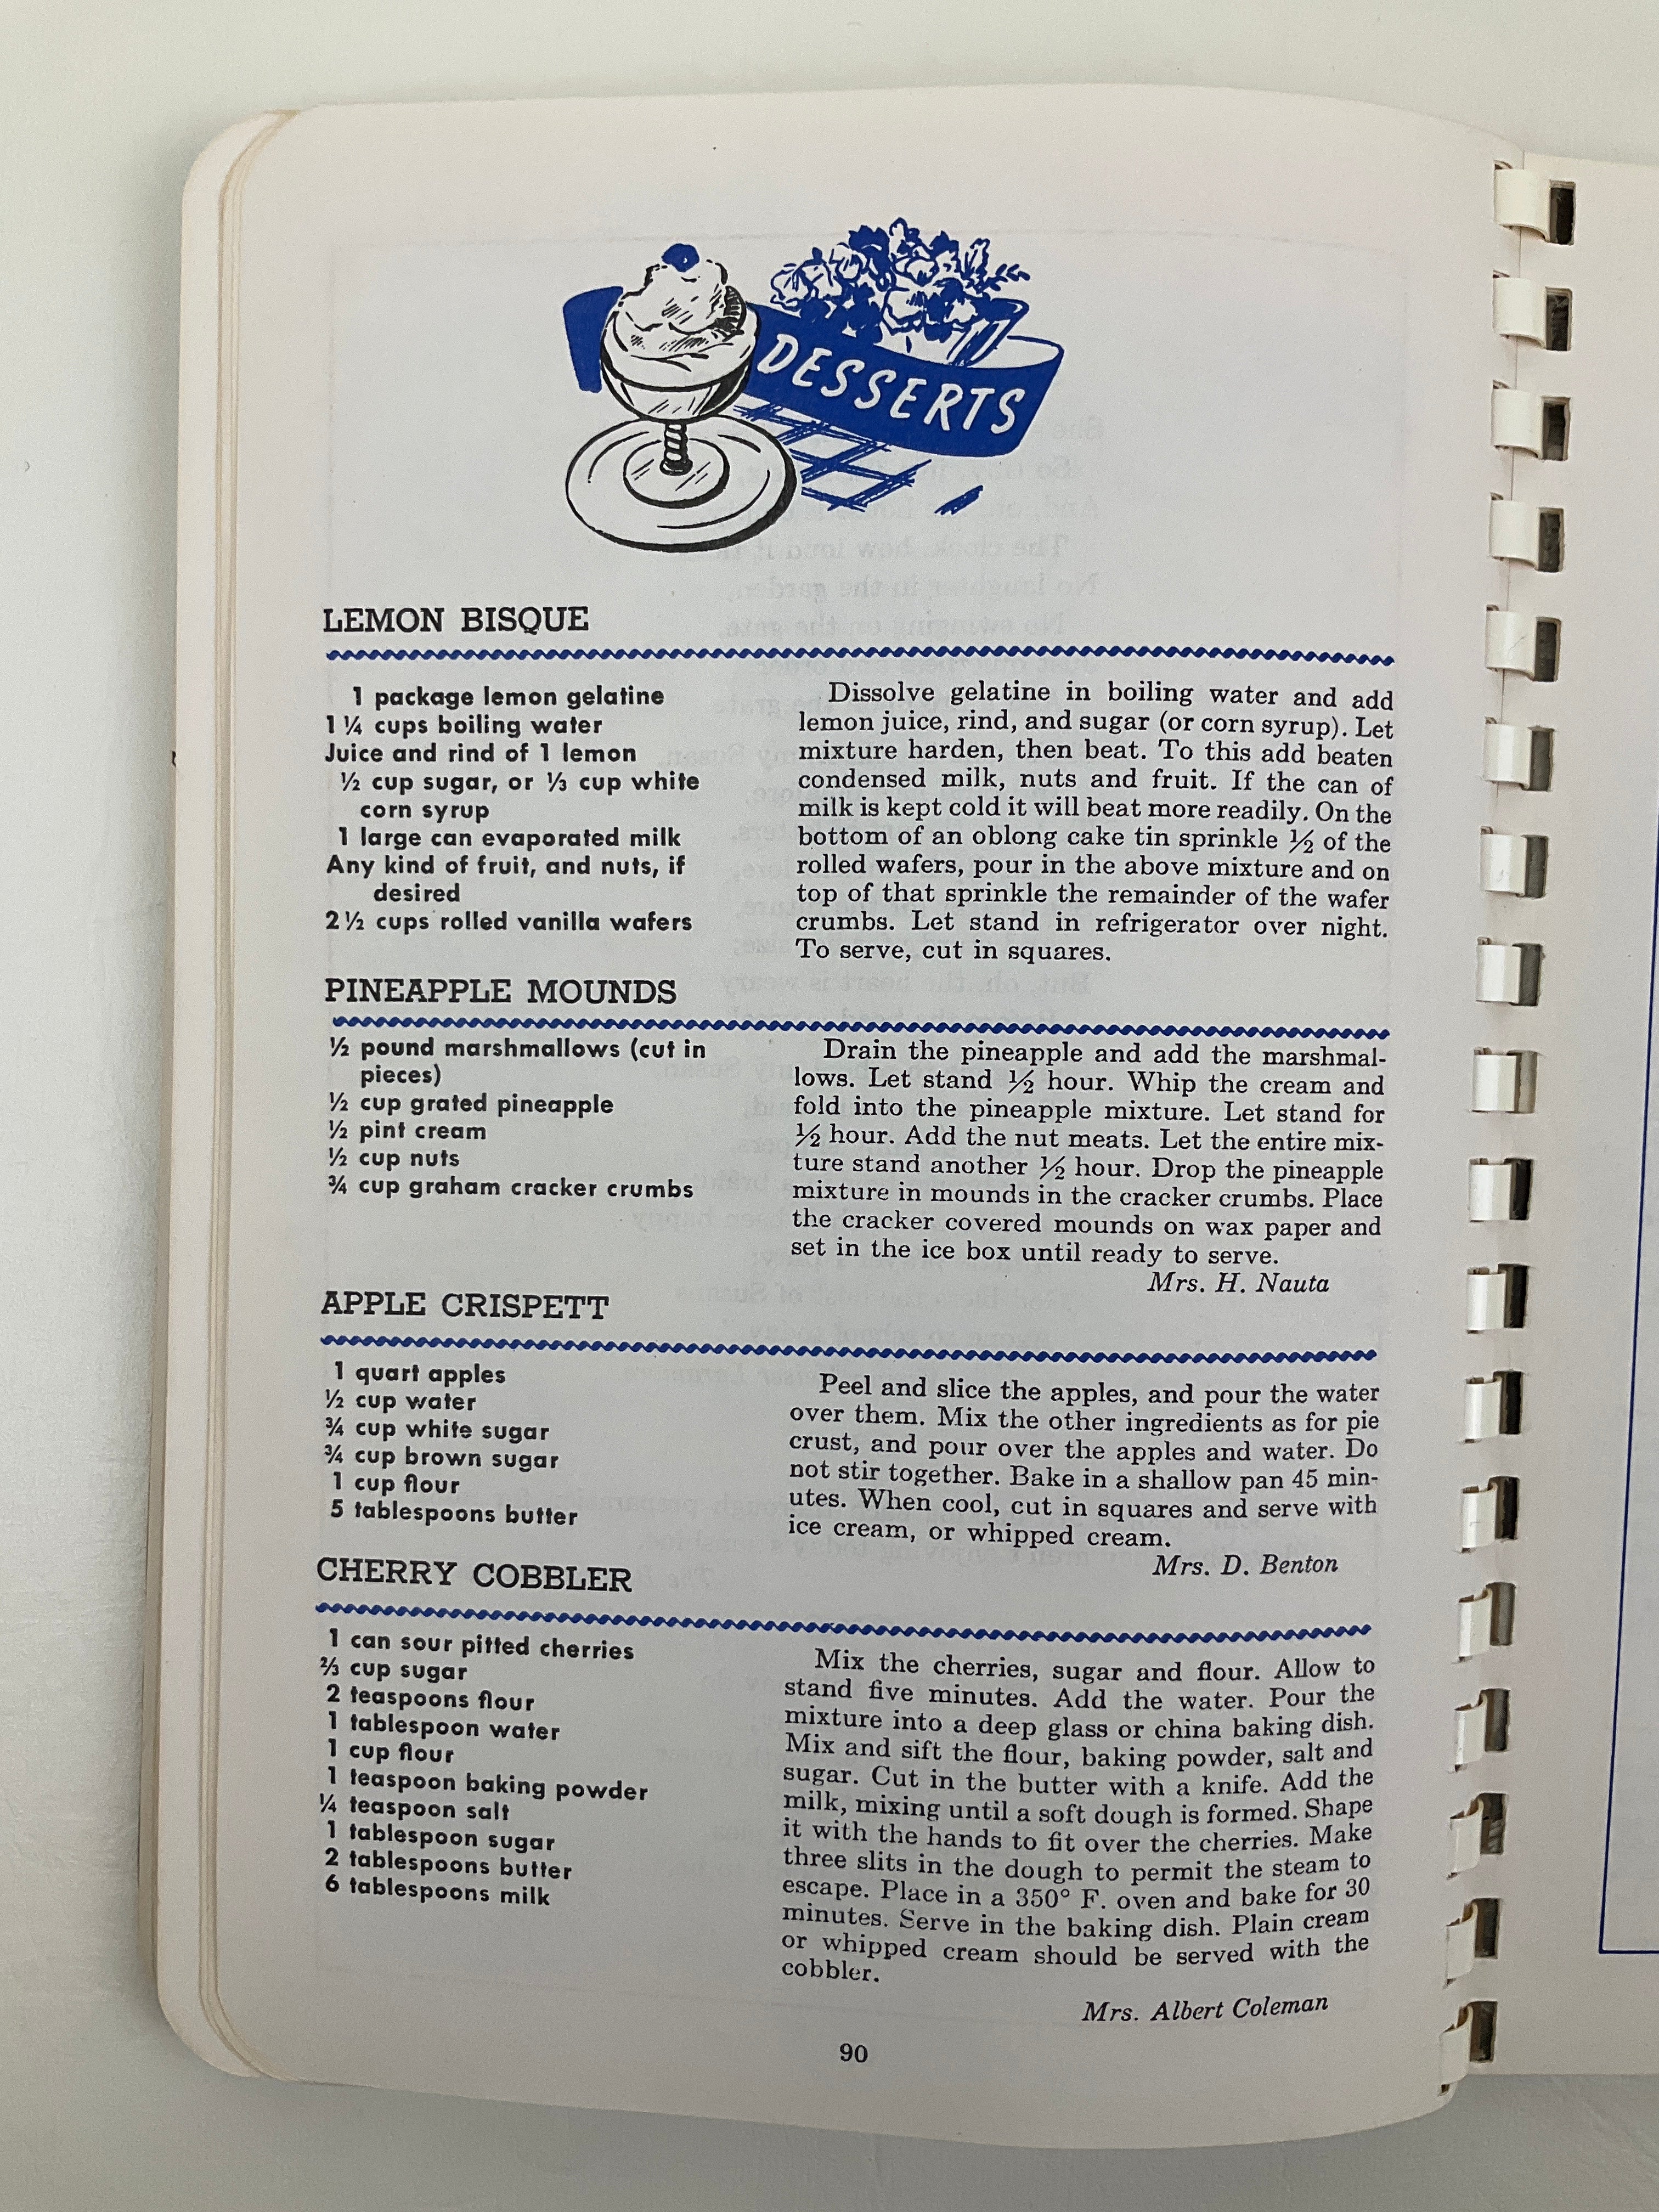 DESSERTS
LEMON BISQUE
1 package lemon gelatine
1¼ cups boiling water
Juice and rind of 1 lemon
½ cup sugar, or ⅓ cup white
corn syrup
1 large can evaporated milk
Any kind of fruit, and nuts, if
desired
2½ cups rolled vanilla wafers
Dissolve gelatine in boiling water and add
lemon juice, rind, and sugar (or corn syrup). Let
mixture harden, then beat. To this add beaten
condensed milk, nuts and fruit. If the can of
milk is kept cold it will beat more readily. On the
bottom of an oblong cake tin sprinkle ½ of the
rolled wafers, pour in the above mixture and on
top of that sprinkle the remainder of the wafer
crumbs. Let stand in refrigerator over night.
To serve, cut in squares.
PINEAPPLE MOUNDS
½ pound marshmallows (cut in
pieces)
½ cup grated pineapple
½ pint cream
½ cup nuts
¾ cup graham cracker crumbs
Drain the pineapple and add the marshmal-
lows. Let stand ½ hour. Whip the cream and
fold into the pineapple mixture. Let stand for
½ hour. Add the nut meats. Let the entire mix-
ture stand another ½ hour. Drop the pineapple
mixture in mounds in the cracker crumbs. Place
the cracker covered mounds on wax paper and
set in the ice box until ready to serve.
Mrs. H. Nauta
APPLE CRISPETT
1 quart apples
½ cup water
¾ cup white sugar
¾ cup brown sugar
1 cup flour
5 tablespoons butter
Peel and slice the apples, and pour the water
over them. Mix the other ingredients as for pie
crust, and pour over the apples and water. Do
not stir together. Bake in a shallow pan 45 min-
utes. When cool, cut in squares and serve with
ice cream, or whipped cream.
Mrs. D. Benton
CHERRY COBBLER
1 can sour pitted cherries
⅔ cup sugar
2 teaspoons flour
1 tablespoon water
1 cup flour
1 teaspoon baking powder
¼ teaspoon salt
1 tablespoon sugar
2 tablespoons butter
6 tablespoons milk
Mix the cherries, sugar and flour. Allow to
stand five minutes. Add the water. Pour the
mixture into a deep glass or china baking dish.
Mix and sift the flour, baking powder, salt and
sugar. Cut in the butter with a knife. Add the
milk, mixing until a soft dough is formed. Shape
it with the hands to fit over the cherries. Make
three slits in the dough to permit the steam to
escape. Place in a 350° F. oven and bake for 30
minutes. Serve in the baking dish. Plain cream
or whipped cream should be served with the
cobbler.
Mrs. Albert Coleman
90